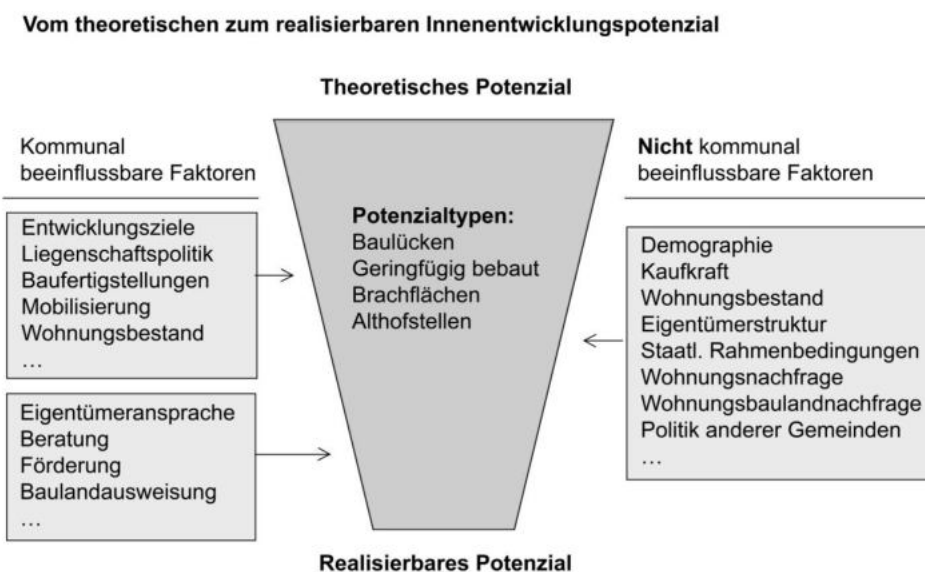 Vom theoretischen zum realisierbaren Innenentwicklungspotenzial
Theoretisches Potenzial
Kommunal
beeinflussbare Faktoren
Entwicklungsziele
Liegenschaftspolitik
Baufertigstellungen
Mobilisierung
Wohnungsbestand
…
Eigentümeransprache
Beratung
Förderung
Baulandausweisung
…
Potenzialtypen:
Baulücken
Geringfügig bebaut
Brachflächen
Althofstellen
Nicht kommunal
beeinflussbare Faktoren
Demographie
Kaufkraft
Wohnungsbestand
Eigentümerstruktur
Staatl. Rahmenbedingungen
Wohnungsnachfrage
Wohnungsbaulandnachfrage
Politik anderer Gemeinden
…
Realisierbares Potenzial